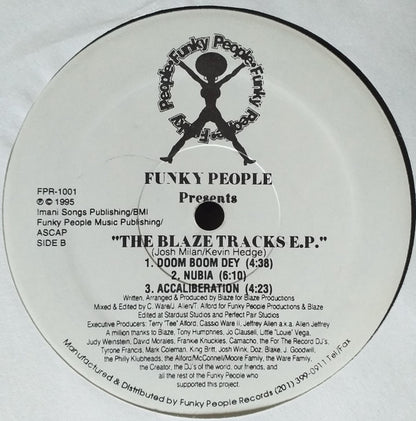 Funky People•Funky People•Funky People•Funky People•
FPR-1001
℗ © 1995
Imani Songs Publishing/BMI
Funky People Music Publishing/
ASCAP
SIDE B
FUNKY PEOPLE
Presents
"THE BLAZE TRACKS E.P."
(Josh Milan/Kevin Hedge)
1. DOOM BOOM DEY (4:38)
2. NUBIA (6:10)
3. ACCALIBERATION (4:23)
Written, Arranged & Produced by Blaze for Blaze Productions
Mixed & Edited by C. Ware/J. Allen/T. Alford for Funky People Productions & Blaze
Edited at Stardust Studios and Perfect Pair Studios
Executive Producers: Terry "Tee" Alford, Casso Ware II, Jeffrey Allen a.k.a. Allen Jeffrey
A million thanks to Blaze, Tony Humphries, Jo Clausell, Little "Louie" Vega,
Judy Weinstein, David Morales, Frankie Knuckles, Camacho, the For The Record DJ's,
Tyrone Francis, Mark Coleman, King Britt, Josh Wink, Doz, Blake, J. Goodwill,
the Philly Klubheads, the Alford/McConnell/Moore Family, the Ware Family,
the Creator, the DJ's of the world, our friends, and
all the rest of the Funky People who
supported this project.
Manufactured & Distributed by Funky People Records (201) 399-0911 Tel/Fax